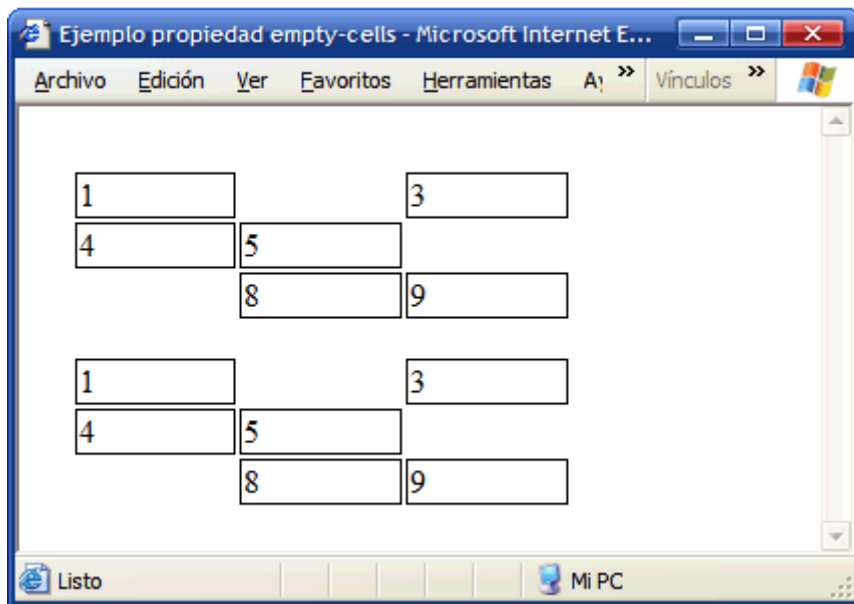 Ejemplo propiedad empty-cells - Microsoft Internet E...
Archivo Edición Ver Favoritos Herramientas » Vínculos »
1 3
4 5
8 9
1 3
4 5
8 9
Listo Mi PC